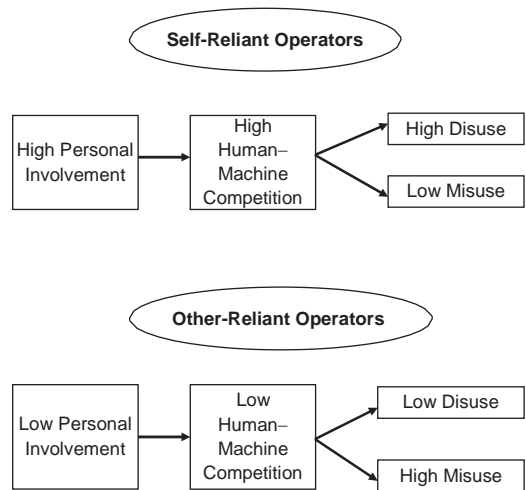 Self-Reliant Operators
High Personal
Involvement
High
Human–
Machine
Competition
High Disuse
Low Misuse
Other-Reliant Operators
Low Personal
Involvement
Low
Human–
Machine
Competition
Low Disuse
High Misuse